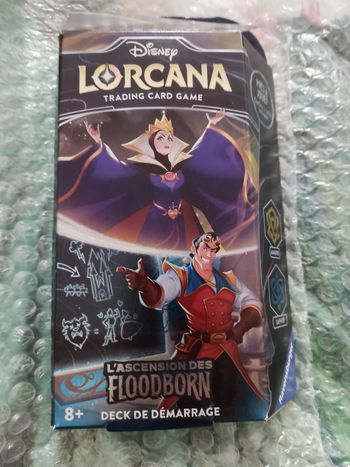 Disney
LORCANA
TRADING CARD GAME
L'ASCENSION DES
FLOODBORN
8+
DECK DE DÉMARRAGE